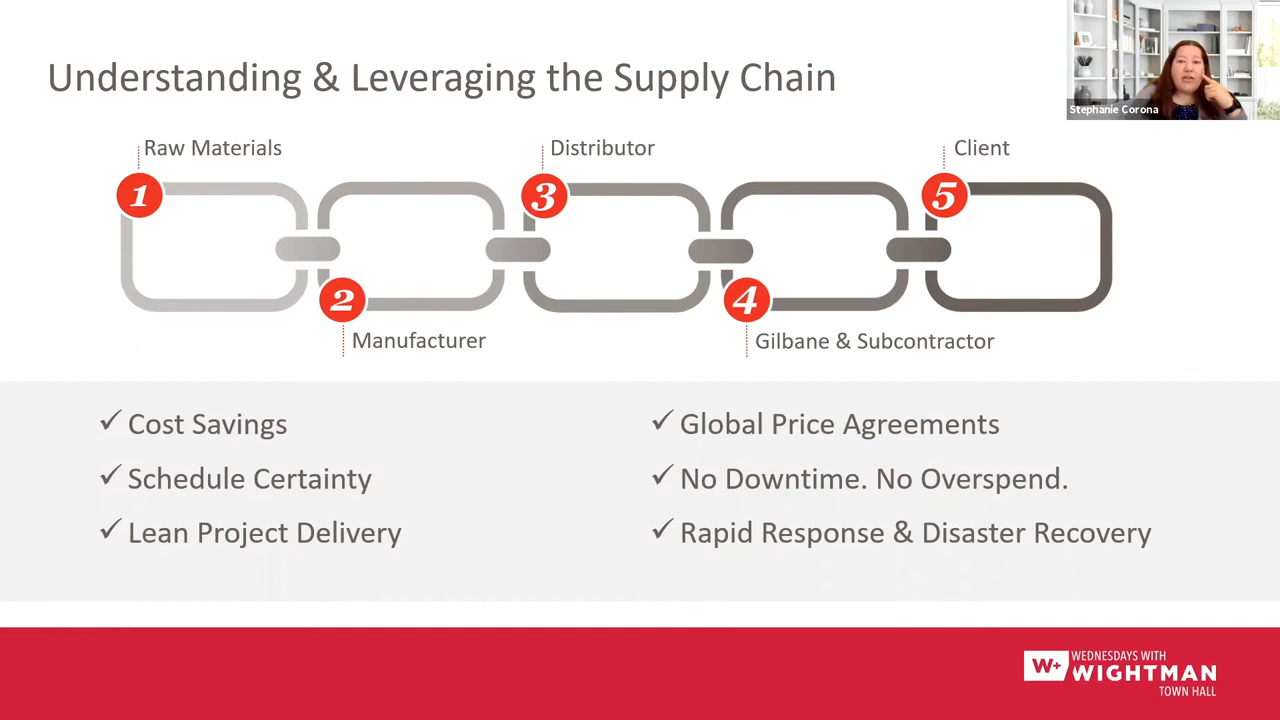 Understanding & Leveraging the Supply Chain
Stephanie Corona
Raw Materials
Distributor
Client
1
3
5
2
4
Manufacturer
Gilbane & Subcontractor
✓ Cost Savings
✓ Schedule Certainty
✓ Lean Project Delivery
✓ Global Price Agreements
✓ No Downtime. No Overspend.
✓ Rapid Response & Disaster Recovery
W+
WEDNESDAYS WITH
WIGHTMAN
TOWN HALL